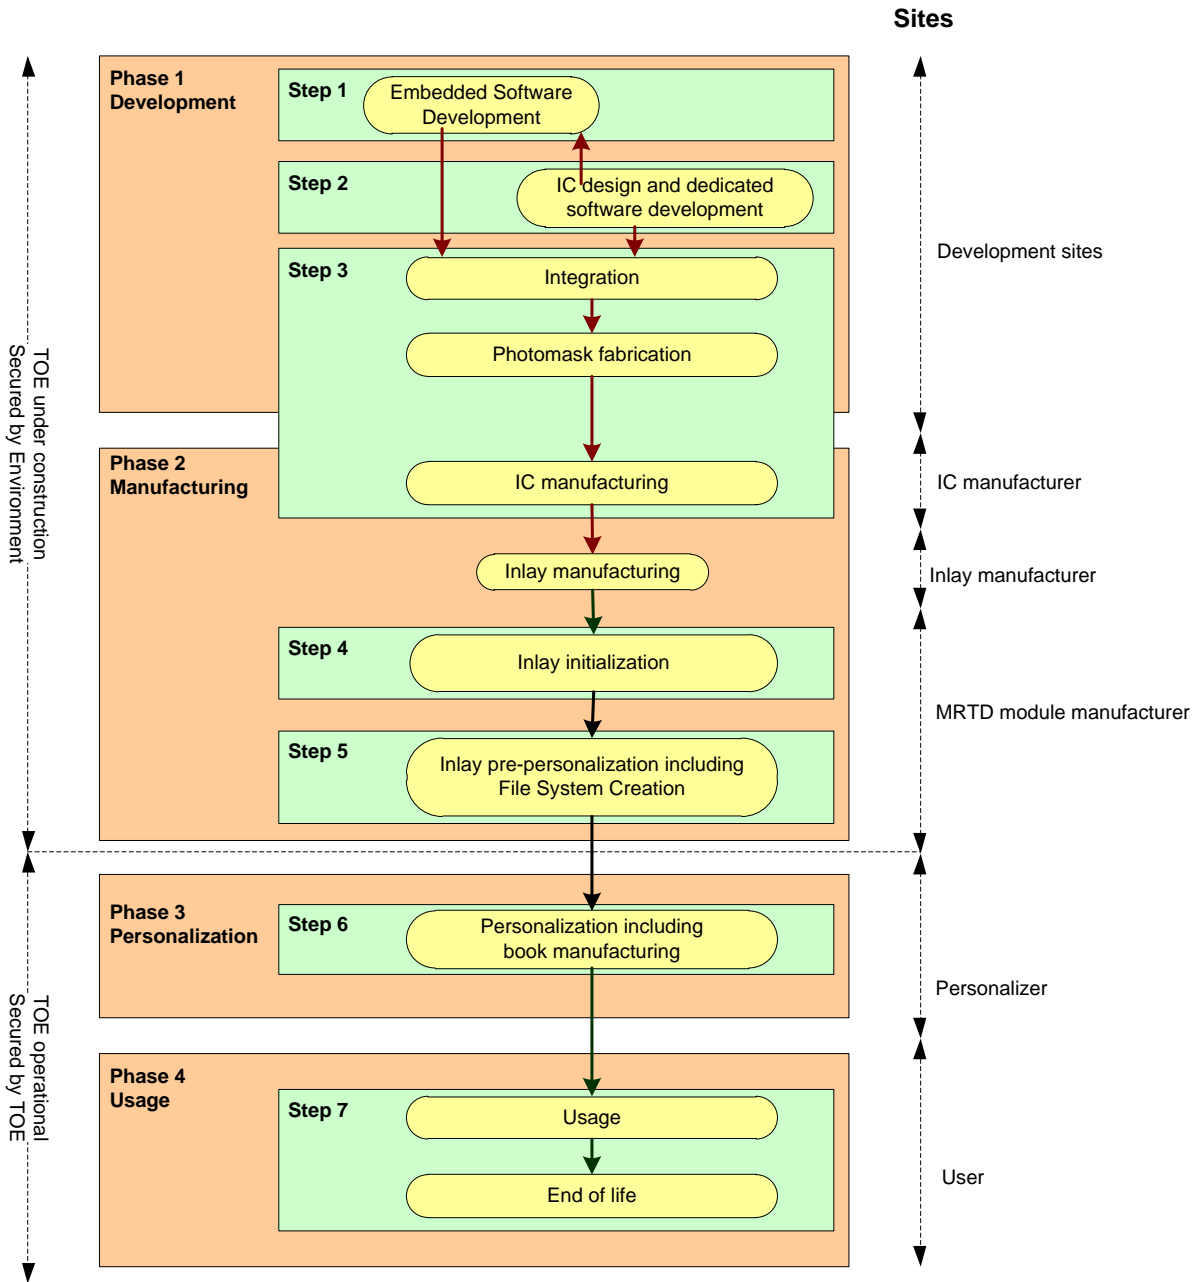 Sites
Phase 1
Development
Step 1
Embedded Software
Development
Step 2
IC design and dedicated
software development
Development sites
Step 3
Integration
Photomask fabrication
TOE under construction
Secured by Environment
Phase 2
Manufacturing
IC manufacturing
IC manufacturer
Inlay manufacturing
Inlay manufacturer
Step 4
Inlay initialization
MRTD module manufacturer
Step 5
Inlay pre-personalization including
File System Creation
Phase 3
Personalization
Step 6
Personalization including
book manufacturing
Personalizer
TOE operational
Secured by TOE
Phase 4
Usage
Step 7
Usage
User
End of life